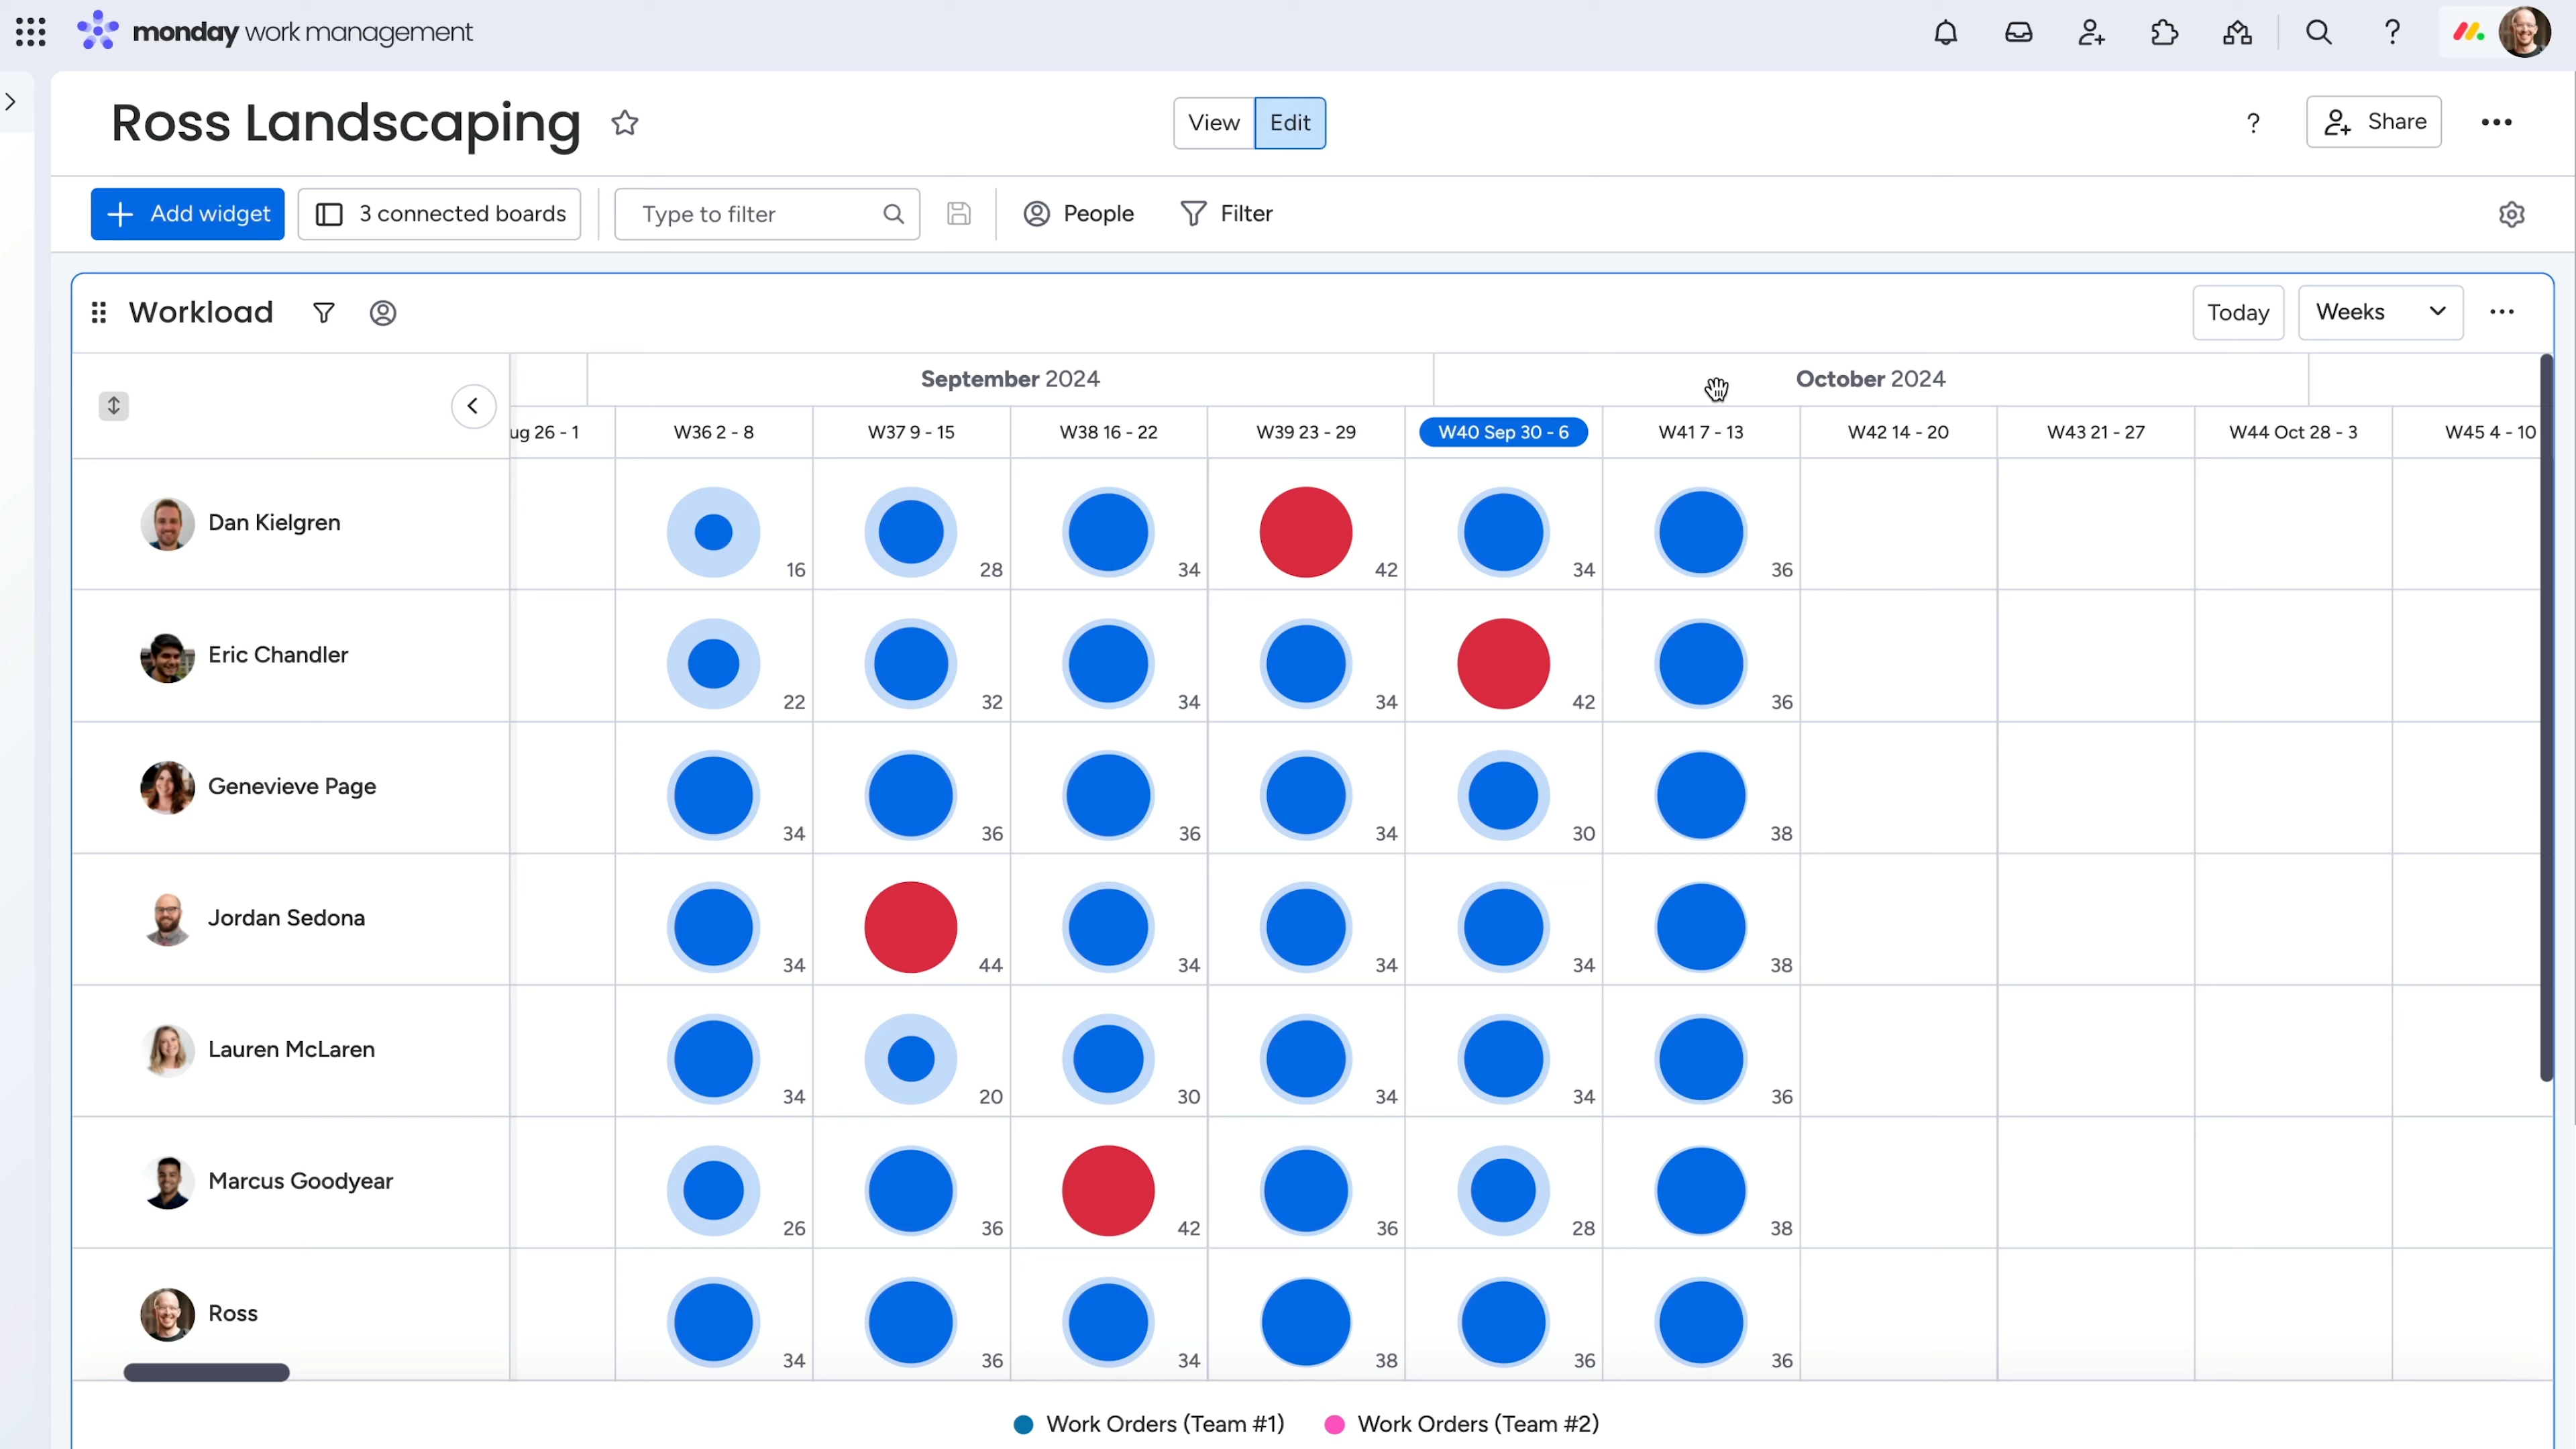 monday work management
Ross Landscaping
View Edit
? Share
Add widget 3 connected boards Type to filter People Filter
Workload
Today Weeks
September 2024 October 2024
ug 26 - 1 W36 2 - 8 W37 9 - 15 W38 16 - 22 W39 23 - 29 W40 Sep 30 - 6 W41 7 - 13 W42 14 - 20 W43 21 - 27 W44 Oct 28 - 3 W45 4 - 10
Dan Kielgren
16 28 34 42 34 36
Eric Chandler
22 32 34 34 42 36
Genevieve Page
34 36 36 34 30 38
Jordan Sedona
34 44 34 34 34 38
Lauren McLaren
34 20 30 34 34 36
Marcus Goodyear
26 36 42 36 28 38
Ross
34 36 34 38 36 36
Work Orders (Team #1) Work Orders (Team #2)